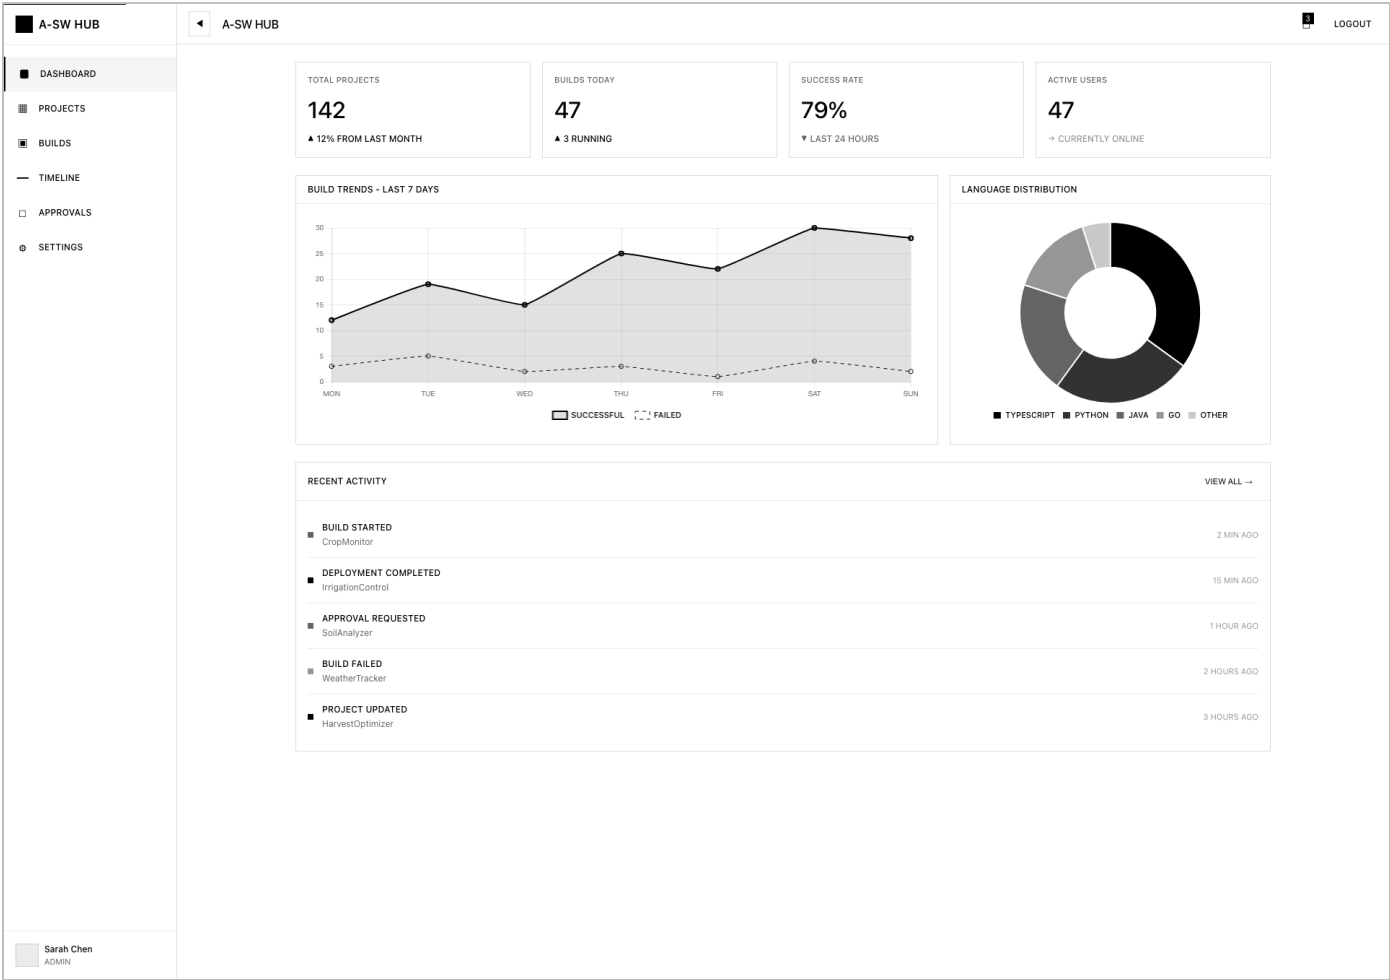 A-SW HUB
◀ A-SW HUB
3
LOGOUT
DASHBOARD
PROJECTS
BUILDS
TIMELINE
APPROVALS
SETTINGS
Sarah Chen
ADMIN
TOTAL PROJECTS
142
▲ 12% FROM LAST MONTH
BUILDS TODAY
47
▲ 3 RUNNING
SUCCESS RATE
79%
▼ LAST 24 HOURS
ACTIVE USERS
47
→ CURRENTLY ONLINE
BUILD TRENDS - LAST 7 DAYS
30
25
20
15
10
5
0
MON TUE WED THU FRI SAT SUN
SUCCESSFUL FAILED
LANGUAGE DISTRIBUTION
TYPESCRIPT PYTHON JAVA GO OTHER
RECENT ACTIVITY
VIEW ALL →
BUILD STARTED
CropMonitor
2 MIN AGO
DEPLOYMENT COMPLETED
IrrigationControl
15 MIN AGO
APPROVAL REQUESTED
SoilAnalyzer
1 HOUR AGO
BUILD FAILED
WeatherTracker
2 HOURS AGO
PROJECT UPDATED
HarvestOptimizer
3 HOURS AGO